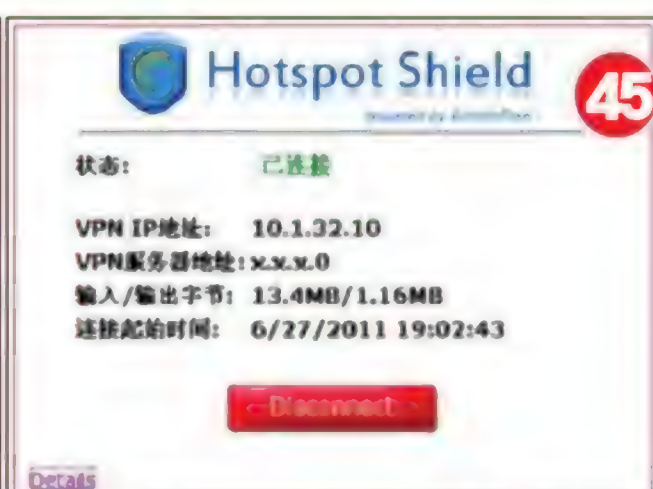 Hotspot Shield
45
状态: 已连接
VPN IP地址: 10.1.32.10
VPN服务器地址: x.x.x.0
输入/输出字节: 13.4MB/1.16MB
连接起始时间: 6/27/2011 19:02:43
Disconnect
Details